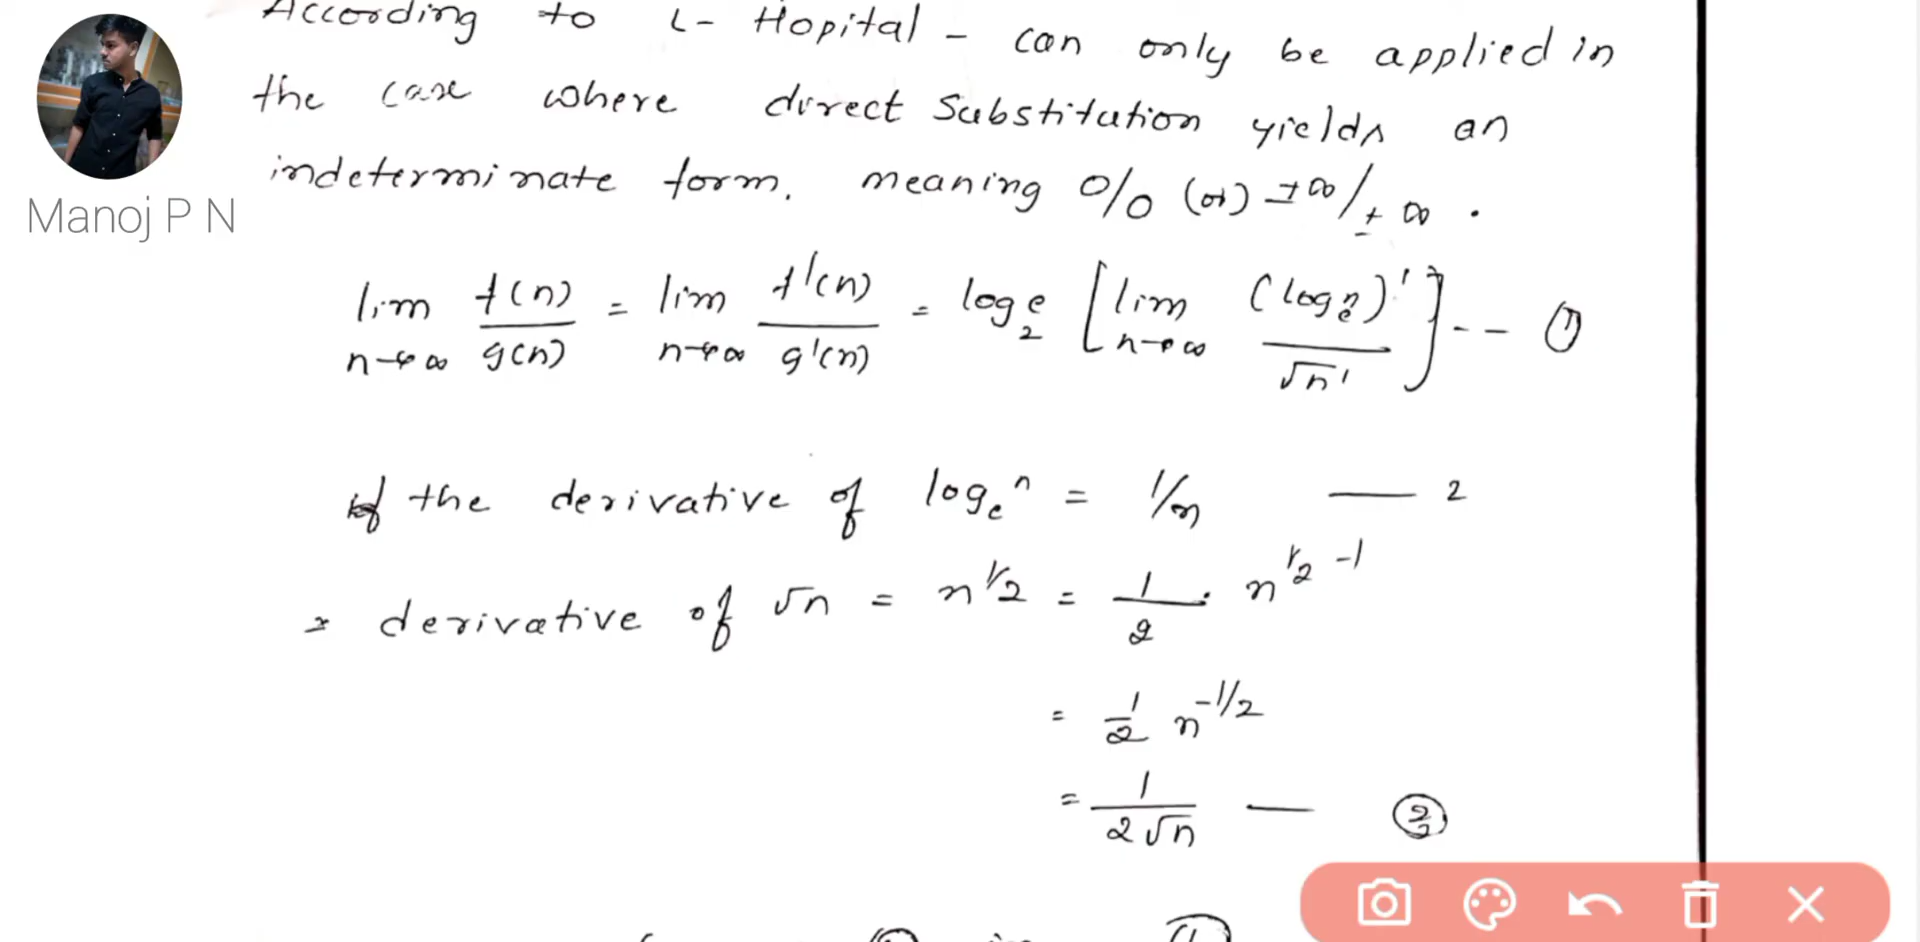 According to L- Hopital - can only be applied in
Manoj P N
the case where direct Substitution yields an
indeterminate form. meaning 0/0 (or) ±∞/±∞ .
lim n→∞ f(n)/g(n) = lim n→∞ f'(n)/g'(n) = log₂e [ lim n→∞ (logₑn)'/√n' ] -- ①
of the derivative of logₑn = 1/n — 2
derivative of √n = n^1/2 = 1/2 . n^1/2 -1
= 1/2 n^-1/2
= 1/2√n —